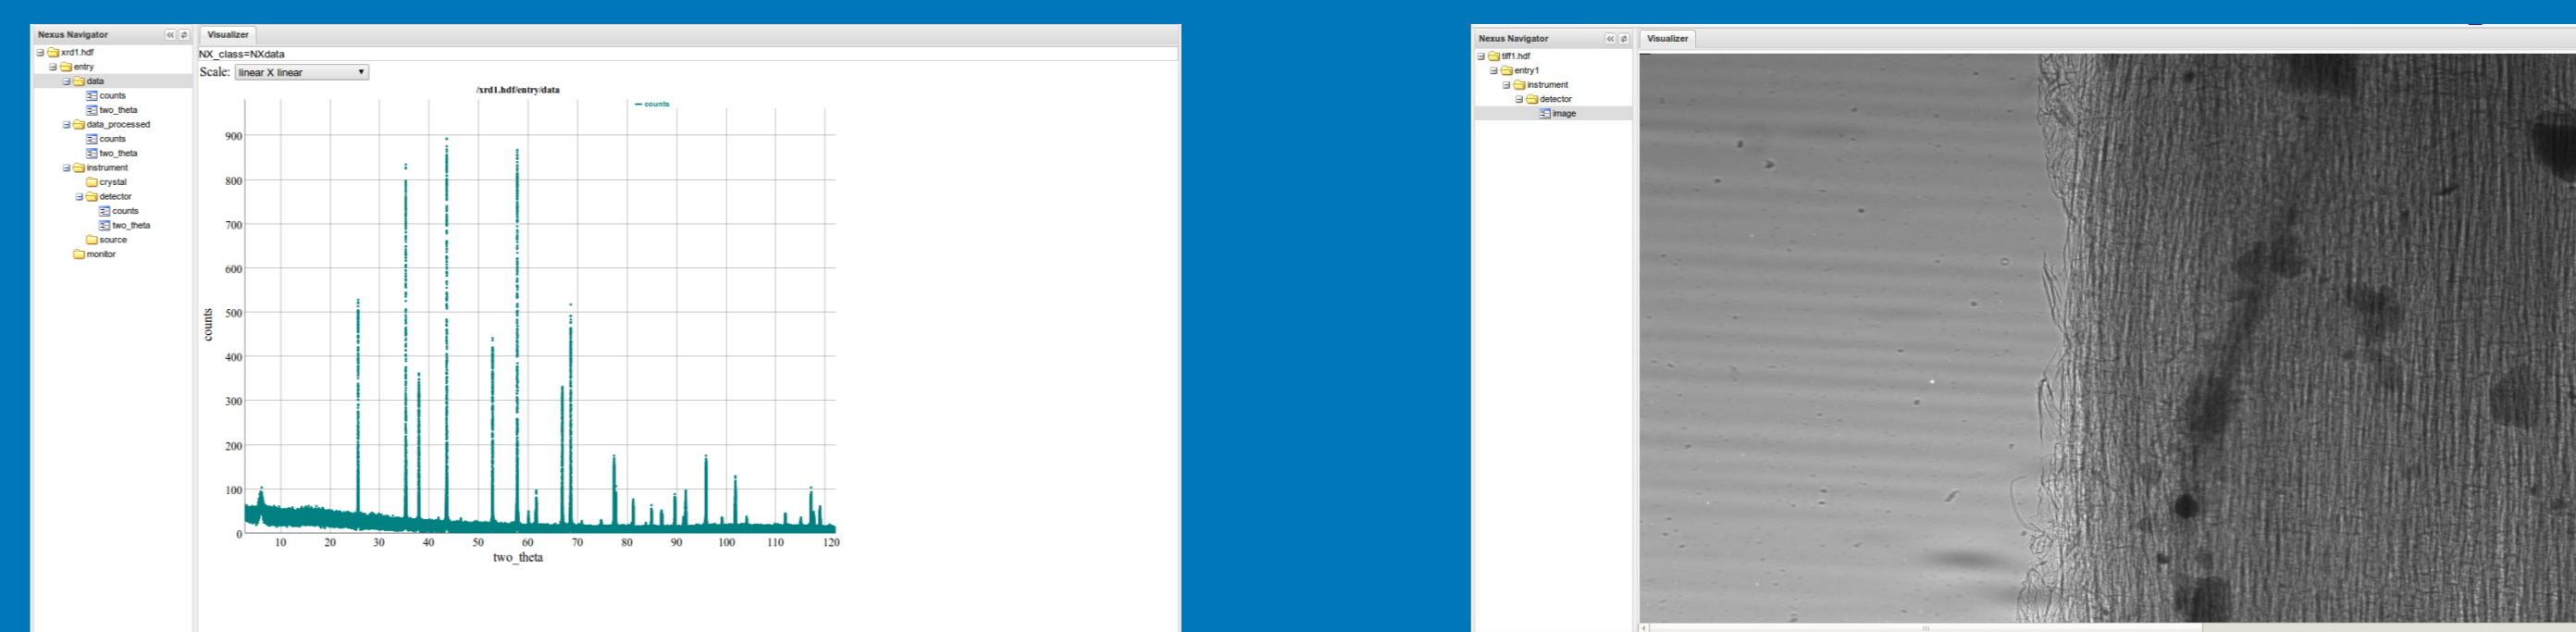 Nexus Navigator
xrd1.hdf
entry
data
counts
two_theta
data_processed
counts
two_theta
instrument
crystal
detector
counts
two_theta
source
monitor
Visualizer
NX_class=NXdata
Scale: linear X linear
/xrd1.hdf/entry/data
counts
900
800
700
600
500
400
300
200
100
0
counts
10 20 30 40 50 60 70 80 90 100 110 120
two_theta
Nexus Navigator
tiff1.hdf
entry1
instrument
detector
image
Visualizer